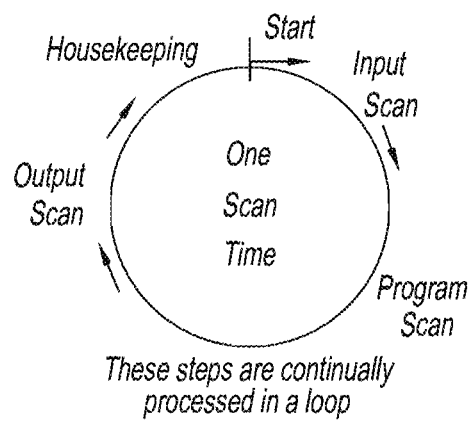 Start
Input
Scan
Program
Scan
Output
Scan
Housekeeping
One
Scan
Time
These steps are continually
processed in a loop